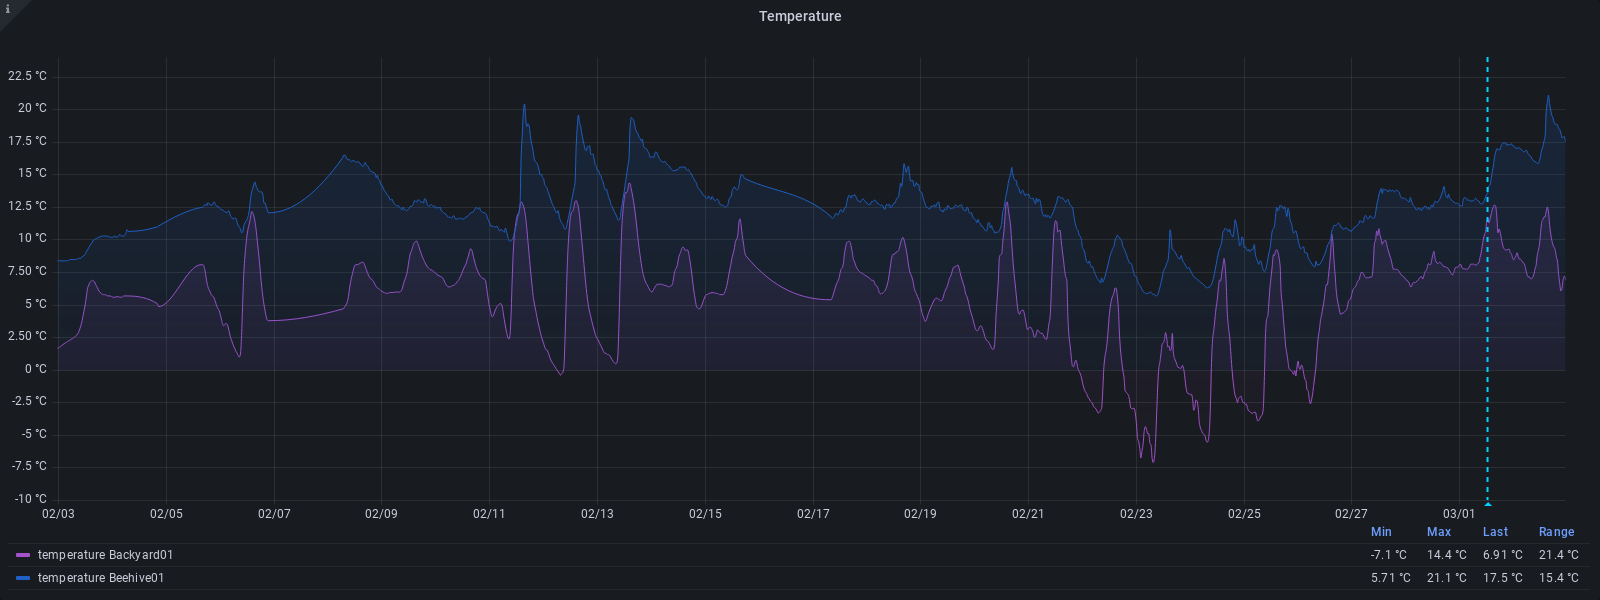 i
Temperature
22.5 °C
20 °C
17.5 °C
15 °C
12.5 °C
10 °C
7.50 °C
5 °C
2.50 °C
0 °C
-2.5 °C
-5 °C
-7.5 °C
-10 °C
02/03 02/05 02/07 02/09 02/11 02/13 02/15 02/17 02/19 02/21 02/23 02/25 02/27 03/01
Min Max Last Range
temperature Backyard01 -7.1 °C 14.4 °C 6.91 °C 21.4 °C
temperature Beehive01 5.71 °C 21.1 °C 17.5 °C 15.4 °C